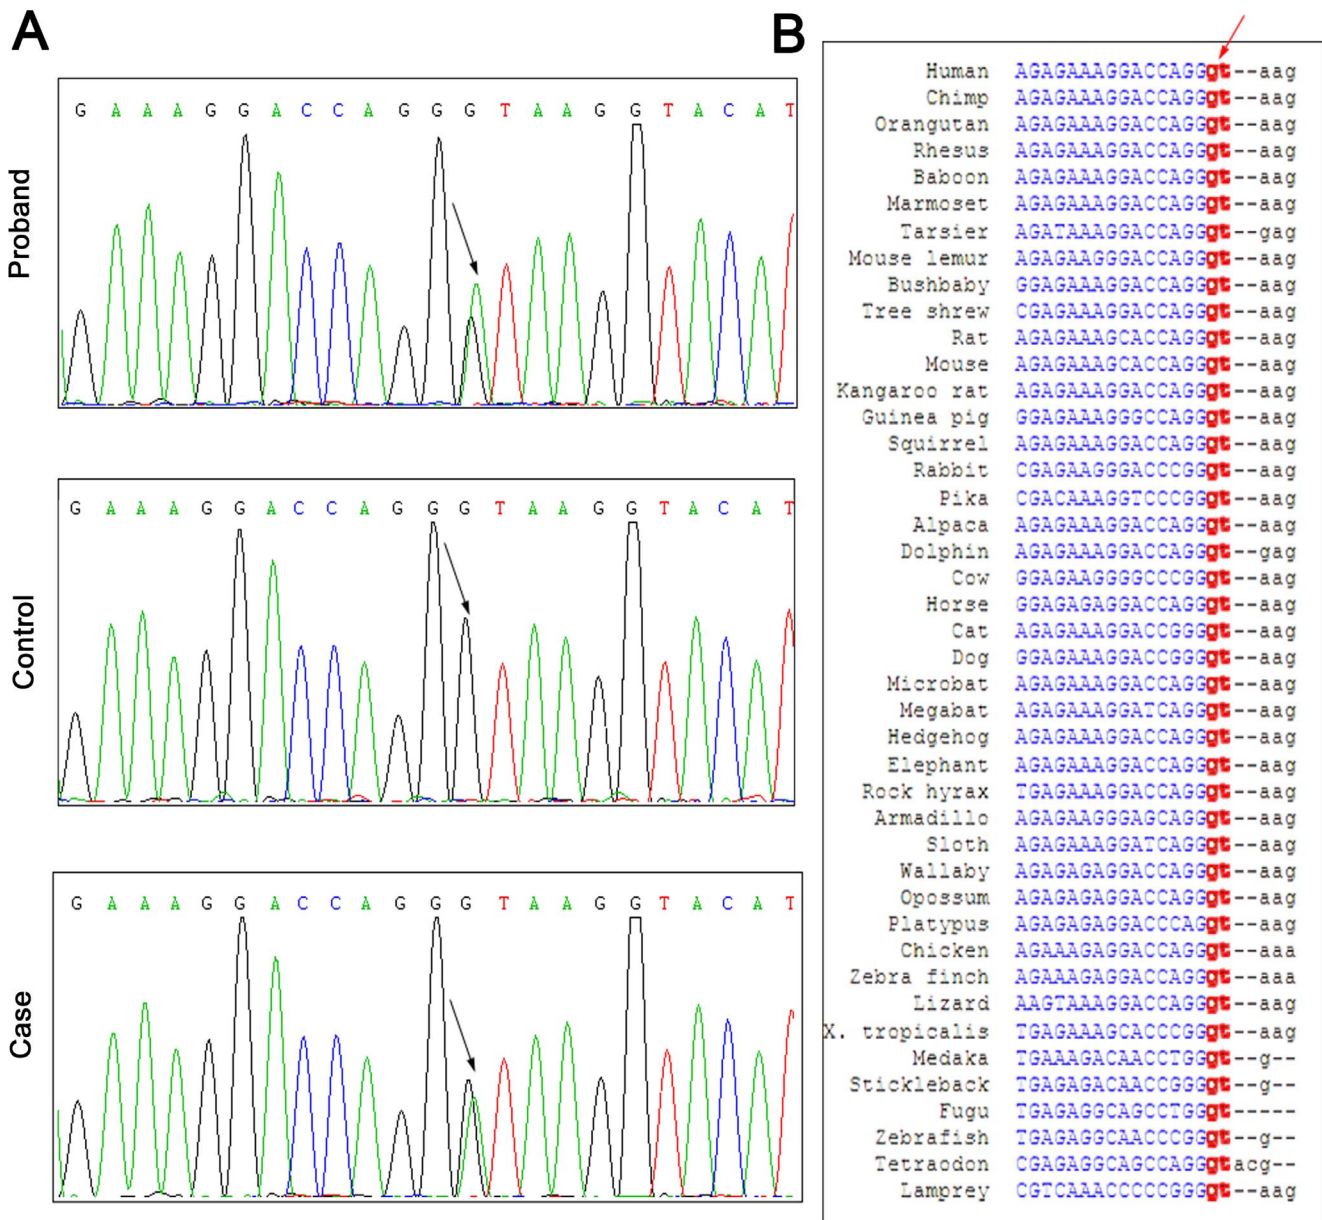 A
B
Proband
G A A A G G A C C A G G G T A A G G T A C A T
Control
G A A A G G A C C A G G G T A A G G T A C A T
Case
G A A A G G A C C A G G G T A A G G T A C A T
Human AGAGAAAGGACCAGGgt--aag
Chimp AGAGAAAGGACCAGGgt--aag
Orangutan AGAGAAAGGACCAGGgt--aag
Rhesus AGAGAAAGGACCAGGgt--aag
Baboon AGAGAAAGGACCAGGgt--aag
Marmoset AGAGAAAGGACCAGGgt--aag
Tarsier AGATAAAGGACCAGGgt--gag
Mouse lemur AGAGAAGGGACCAGGgt--aag
Bushbaby GGAGAAAGGACCAGGgt--aag
Tree shrew CGAGAAAGGACCAGGgt--aag
Rat AGAGAAAGCACCAGGgt--aag
Mouse AGAGAAAGCACCAGGgt--aag
Kangaroo rat AGAGAAAGGACCAGGgt--aag
Guinea pig GGAGAAAGGGCCAGGgt--aag
Squirrel AGAGAAAGGACCAGGgt--aag
Rabbit CGAGAAGGGACCCGGgt--aag
Pika CGACAAAGGTCCCGGgt--aag
Alpaca AGAGAAAGGACCAGGgt--aag
Dolphin AGAGAAAGGACCAGGgt--gag
Cow GGAGAAGGGGCCCGGgt--aag
Horse GGAGAGAGGACCAGGgt--aag
Cat AGAGAAAGGACCGGGgt--aag
Dog GGAGAAAGGACCGGGgt--aag
Microbat AGAGAAAGGACCAGGgt--aag
Megabat AGAGAAAGGATCAGGgt--aag
Hedgehog AGAGAAAGGACCAGGgt--aag
Elephant AGAGAAAGGACCAGGgt--aag
Rock hyrax TGAGAAAGGACCAGGgt--aag
Armadillo AGAGAAGGGAGCAGGgt--aag
Sloth AGAGAAAGGATCAGGgt--aag
Wallaby AGAGAGAGGACCAGGgt--aag
Opossum AGAGAGAGGACCAGGgt--aag
Platypus AGAGAGAGGACCCAGgt--aag
Chicken AGAAAGAGGACCAGGgt--aaa
Zebra finch AGAAAGAGGACCAGGgt--aaa
Lizard AAGTAAAGGACCAGGgt--aag
X. tropicalis TGAGAAAGCACCCGGgt--aag
Medaka TGAAAGACAACCTGGgt--g--
Stickleback TGAGAGACAACCGGGgt--g--
Fugu TGAGAGGCAGCCTGGgt-----
Zebrafish TGAGAGGCAACCCGGgt--g--
Tetraodon CGAGAGGCAGCCAGGgtacg--
Lamprey CGTCAAACCCCCGGGgt--aag